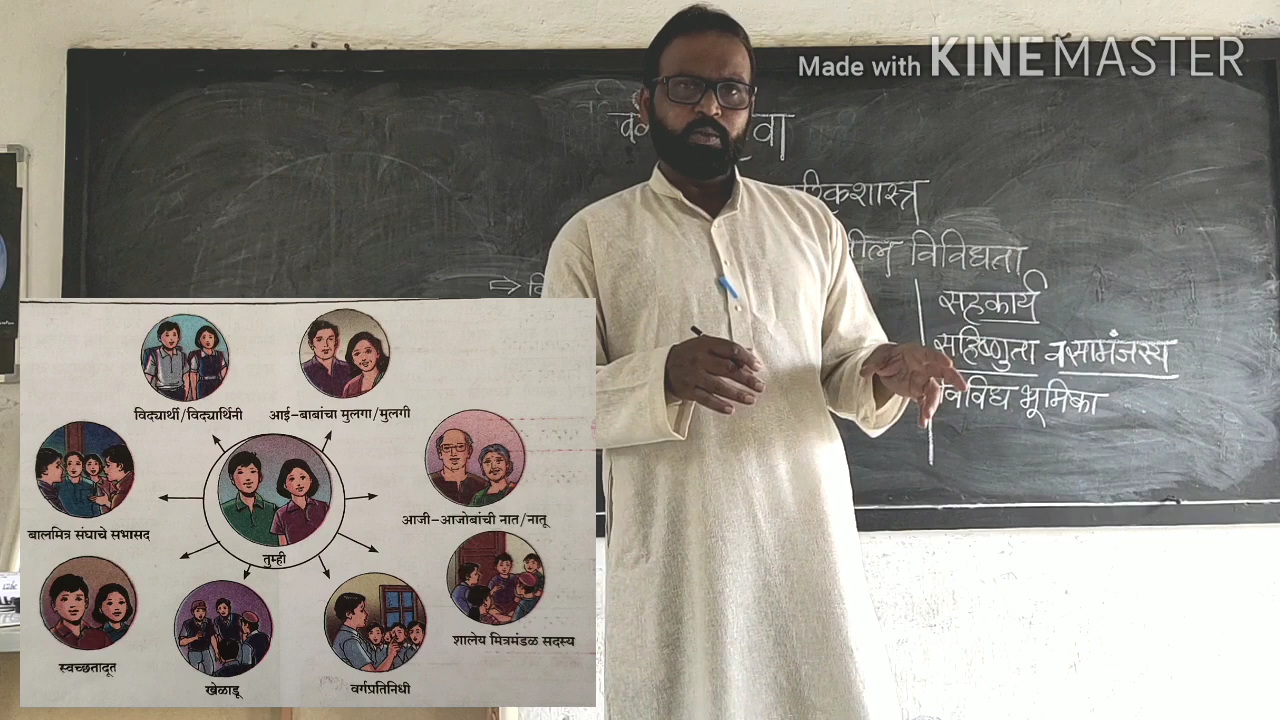 Made with KINEMASTER
वा
रिकशास्त्र
तील विविधता
सहकार्य
सहिष्णुता व सामंजस्य
विविध भूमिका
विद्यार्थी/विद्यार्थिनी
आई-बाबांचा मुलगा/मुलगी
आजी-आजोबांची नात/नातू
बालमित्र संघाचे सभासद
तुम्ही
शालेय मित्रमंडळ सदस्य
स्वच्छतादूत
खेळाडू
वर्गप्रतिनिधी